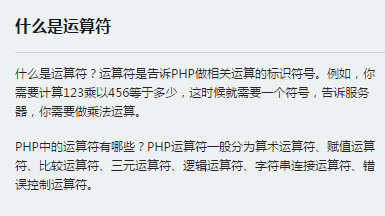 什么是运算符
什么是运算符？运算符是告诉PHP做相关运算的标识符号。例如，你
需要计算123乘以456等于多少，这时候就需要一个符号，告诉服务
器，你需要做乘法运算。
PHP中的运算符有哪些？PHP运算符一般分为算术运算符、赋值运算
符、比较运算符、三元运算符、逻辑运算符、字符串连接运算符、错
误控制运算符。